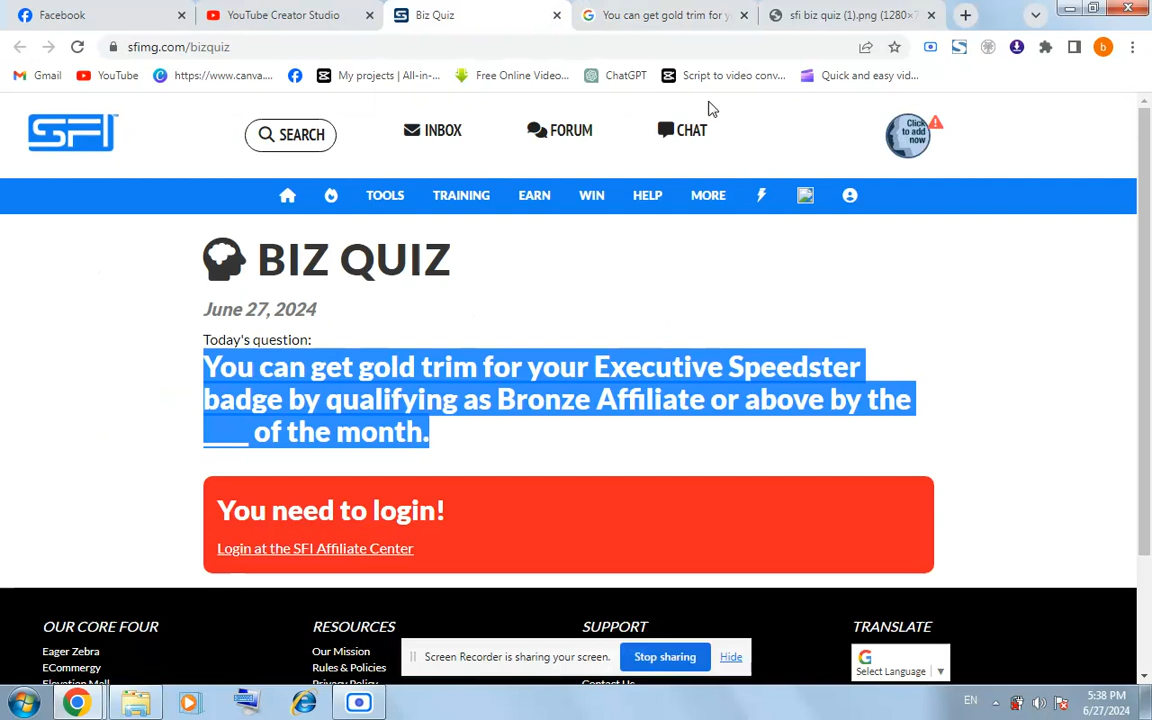 Facebook
YouTube Creator Studio
Biz Quiz
You can get gold trim for y
sfi biz quiz (1).png (1280×7
sfimg.com/bizquiz
b
Gmail
YouTube
https://www.canva....
My projects | All-in-...
Free Online Video...
ChatGPT
Script to video conv...
Quick and easy vid...
SFI
SEARCH
INBOX
FORUM
CHAT
Click
to add
now
TOOLS
TRAINING
EARN
WIN
HELP
MORE
BIZ QUIZ
June 27, 2024
Today's question:
You can get gold trim for your Executive Speedster
badge by qualifying as Bronze Affiliate or above by the
____ of the month.
You need to login!
Login at the SFI Affiliate Center
OUR CORE FOUR
RESOURCES
SUPPORT
TRANSLATE
Eager Zebra
ECommergy
Our Mission
Rules & Policies
Screen Recorder is sharing your screen.
Stop sharing
Hide
Select Language
EN
5:38 PM
6/27/2024